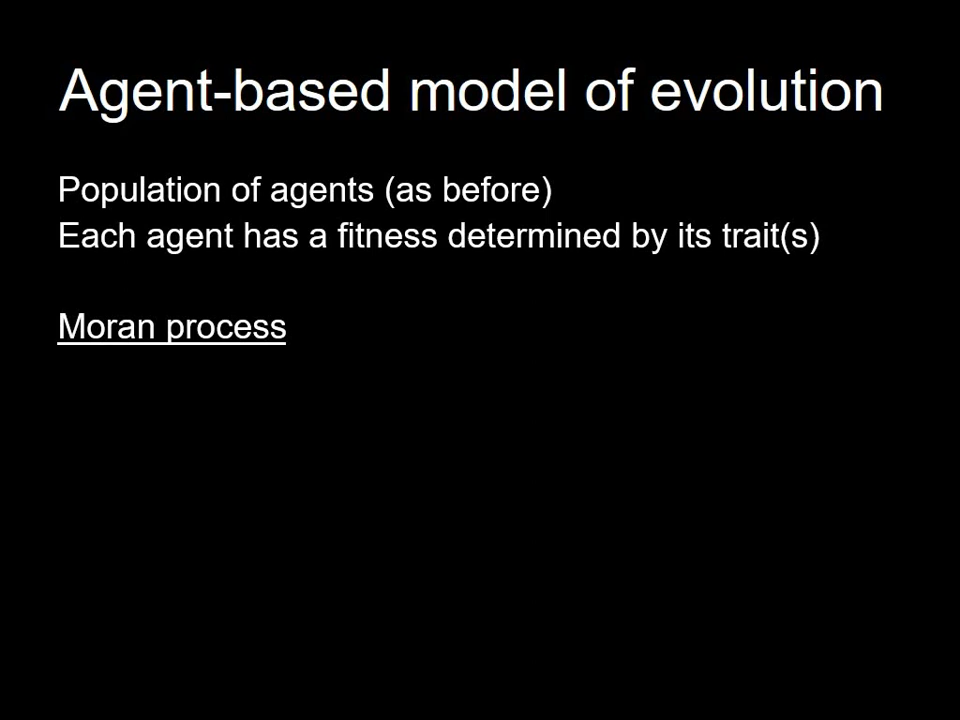 Agent-based model of evolution
Population of agents (as before)
Each agent has a fitness determined by its trait(s)
Moran process